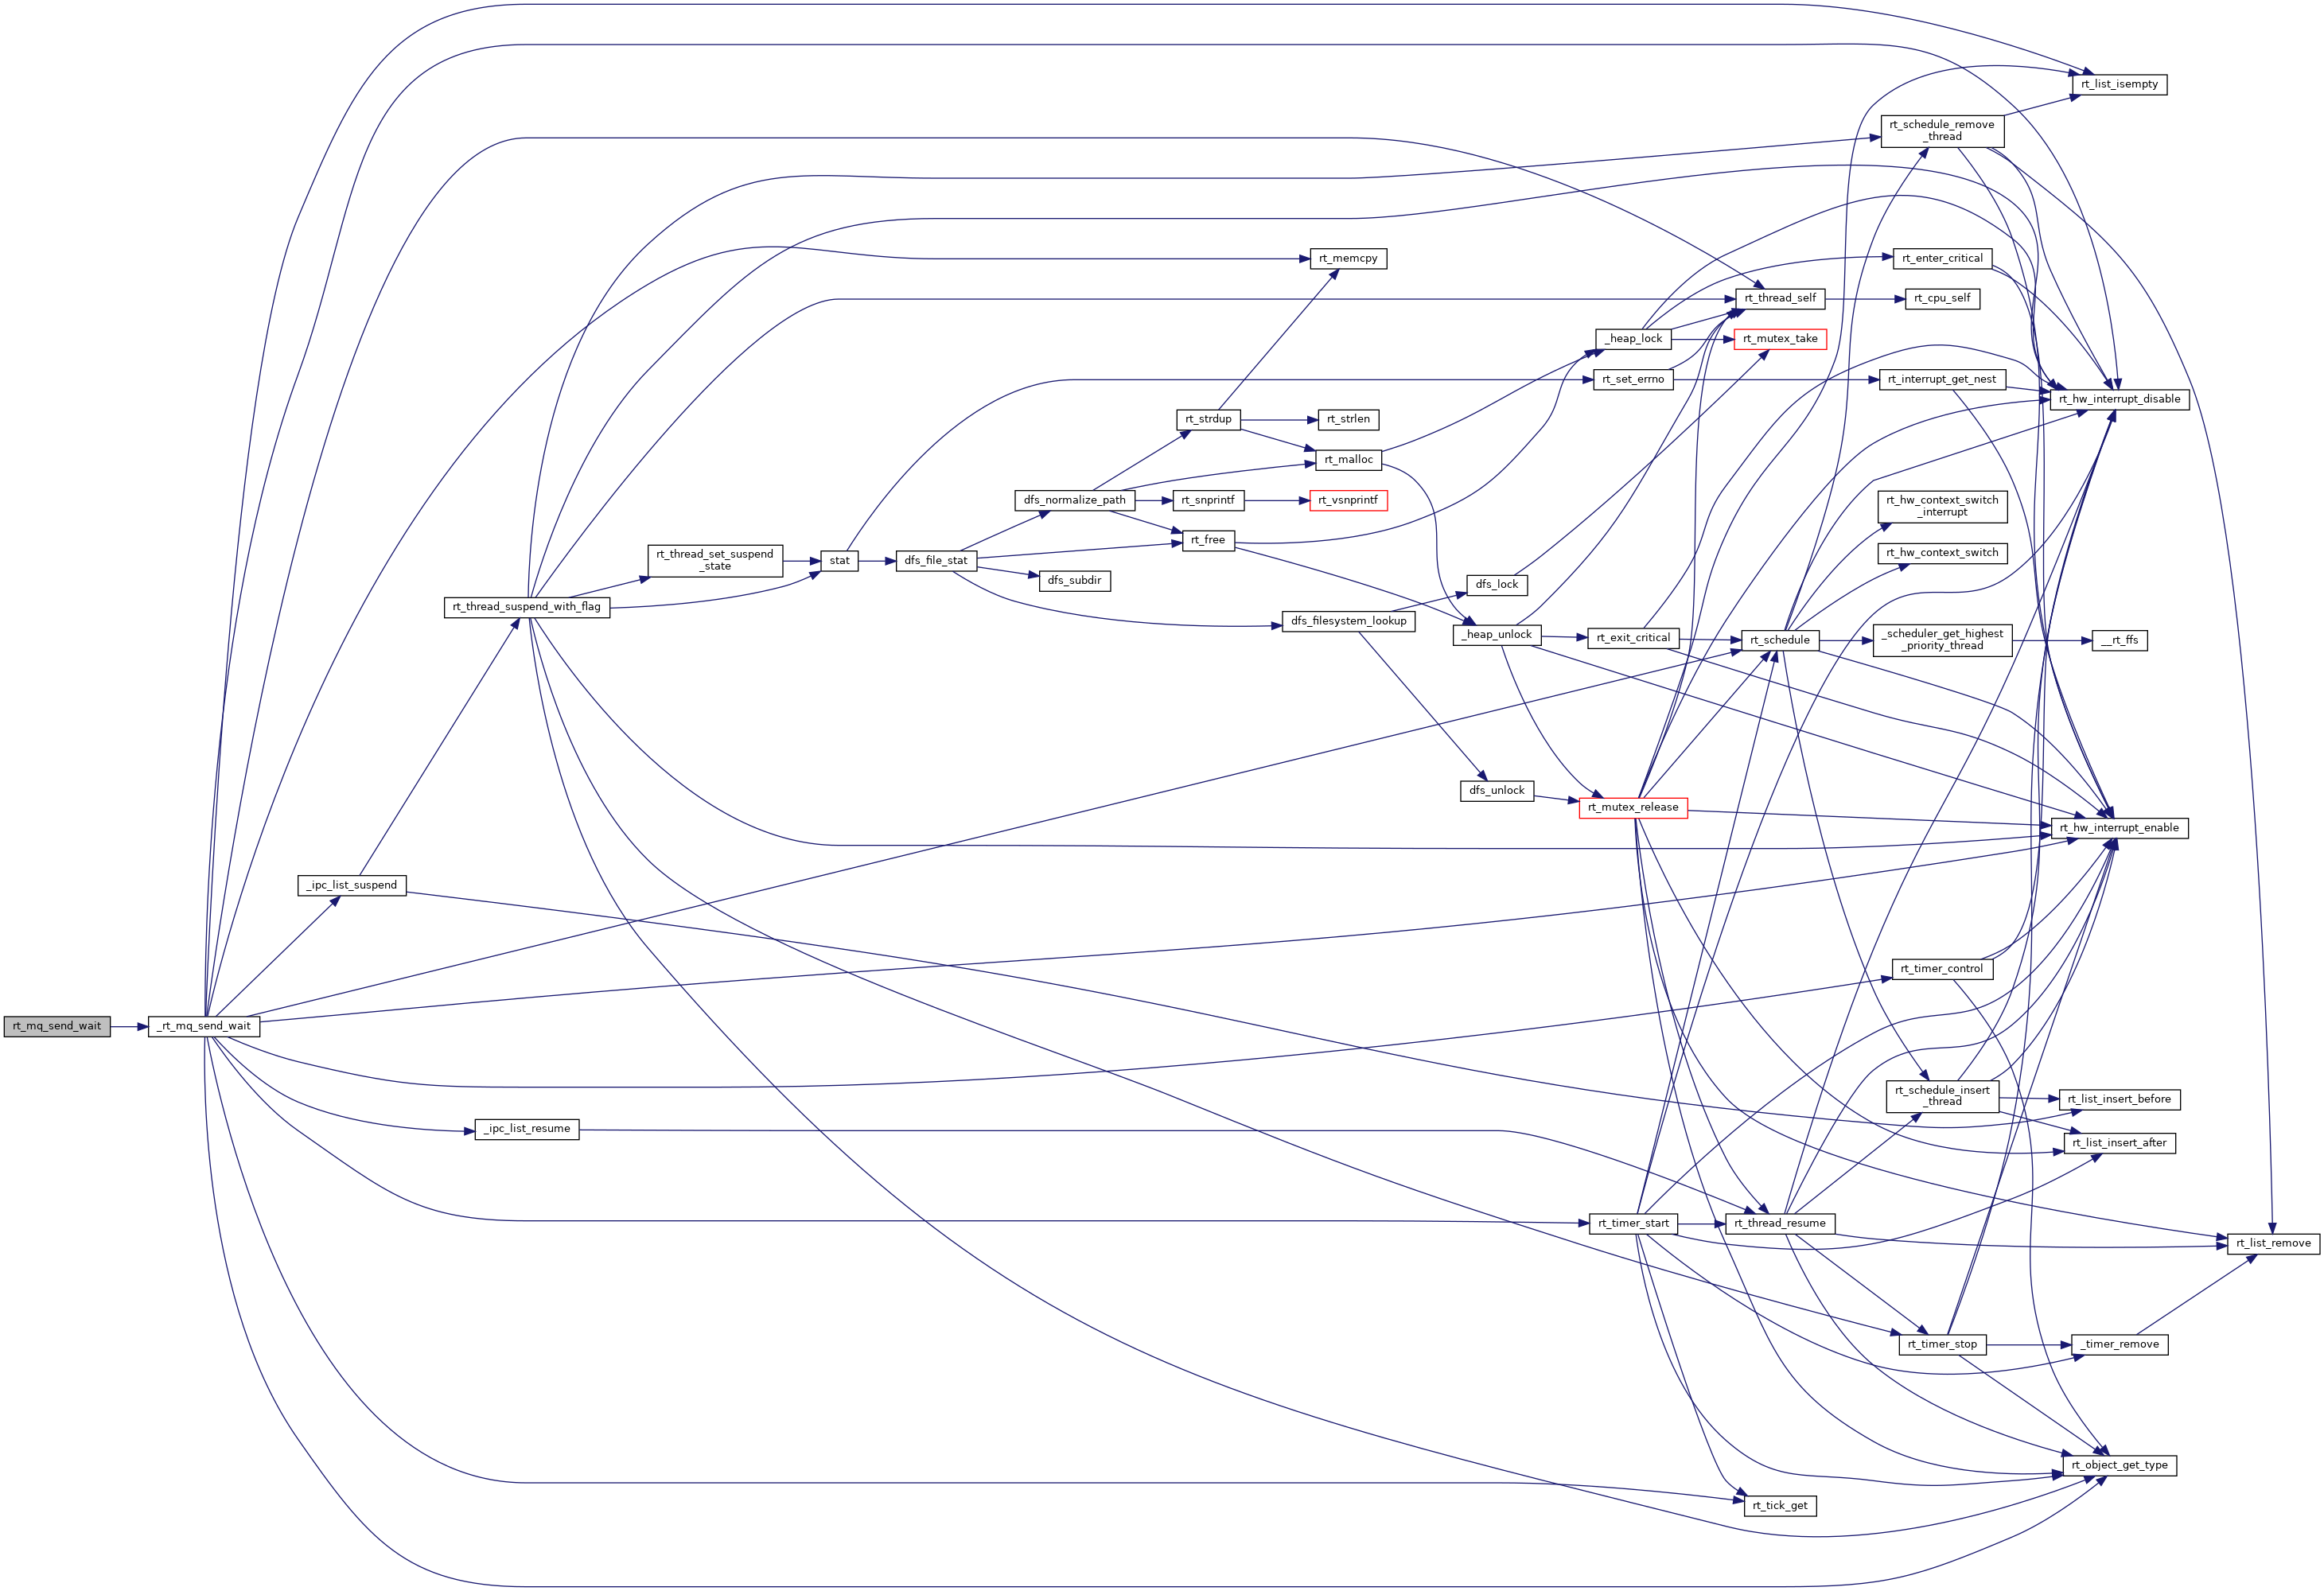 rt_list_isempty
rt_schedule_remove
_thread
rt_memcpy
rt_enter_critical
rt_thread_self
rt_cpu_self
_heap_lock
rt_mutex_take
rt_set_errno
rt_interrupt_get_nest
rt_hw_interrupt_disable
rt_strdup
rt_strlen
rt_malloc
dfs_normalize_path
rt_snprintf
rt_vsnprintf
rt_hw_context_switch
_interrupt
rt_free
rt_hw_context_switch
rt_thread_set_suspend
_state
stat
dfs_file_stat
dfs_subdir
dfs_lock
rt_thread_suspend_with_flag
dfs_filesystem_lookup
_heap_unlock
rt_exit_critical
rt_schedule
_scheduler_get_highest
_priority_thread
__rt_ffs
dfs_unlock
rt_mutex_release
rt_hw_interrupt_enable
_ipc_list_suspend
rt_timer_control
rt_mq_send_wait
_rt_mq_send_wait
rt_schedule_insert
_thread
rt_list_insert_before
_ipc_list_resume
rt_list_insert_after
rt_timer_start
rt_thread_resume
rt_list_remove
rt_timer_stop
_timer_remove
rt_object_get_type
rt_tick_get